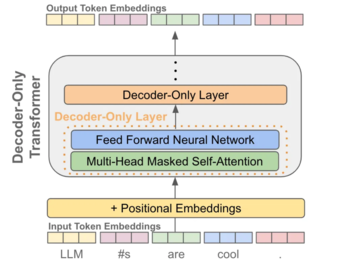 Output Token Embeddings
Decoder-Only
Transformer
Decoder-Only Layer
Decoder-Only Layer
Feed Forward Neural Network
Multi-Head Masked Self-Attention
+ Positional Embeddings
Input Token Embeddings
LLM #s are cool .